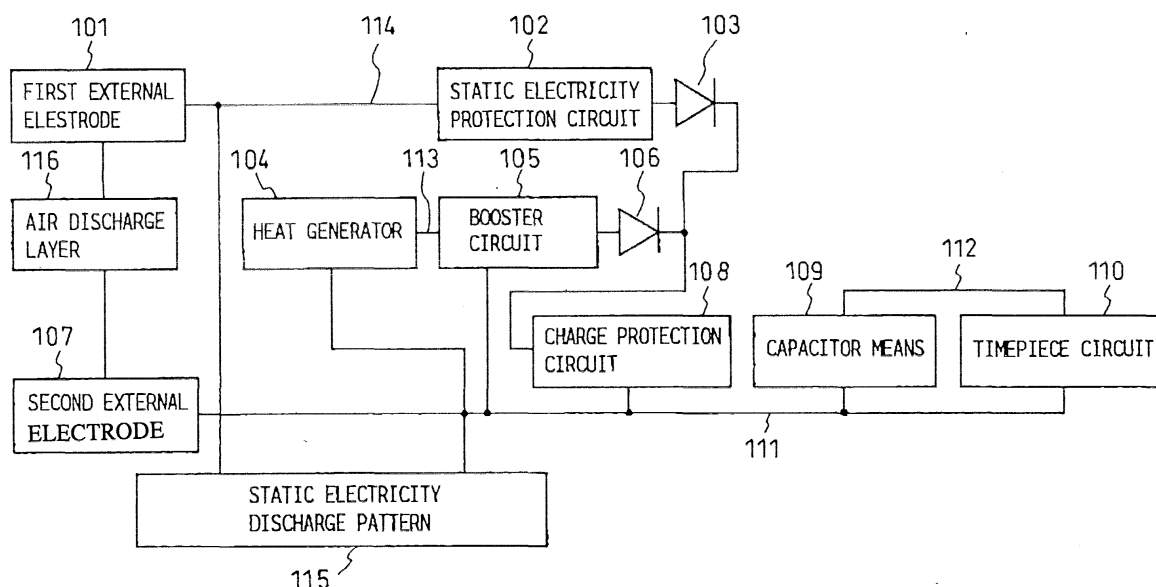 101
114
102
103
FIRST EXTERNAL
ELESTRODE
STATIC ELECTRICITY
PROTECTION CIRCUIT
116
104
113
105
106
AIR DISCHARGE
LAYER
HEAT GENERATOR
BOOSTER
CIRCUIT
108
109
112
110
107
CHARGE PROTECTION
CIRCUIT
CAPACITOR MEANS
TIMEPIECE CIRCUIT
SECOND EXTERNAL
ELECTRODE
111
STATIC ELECTRICITY
DISCHARGE PATTERN
115